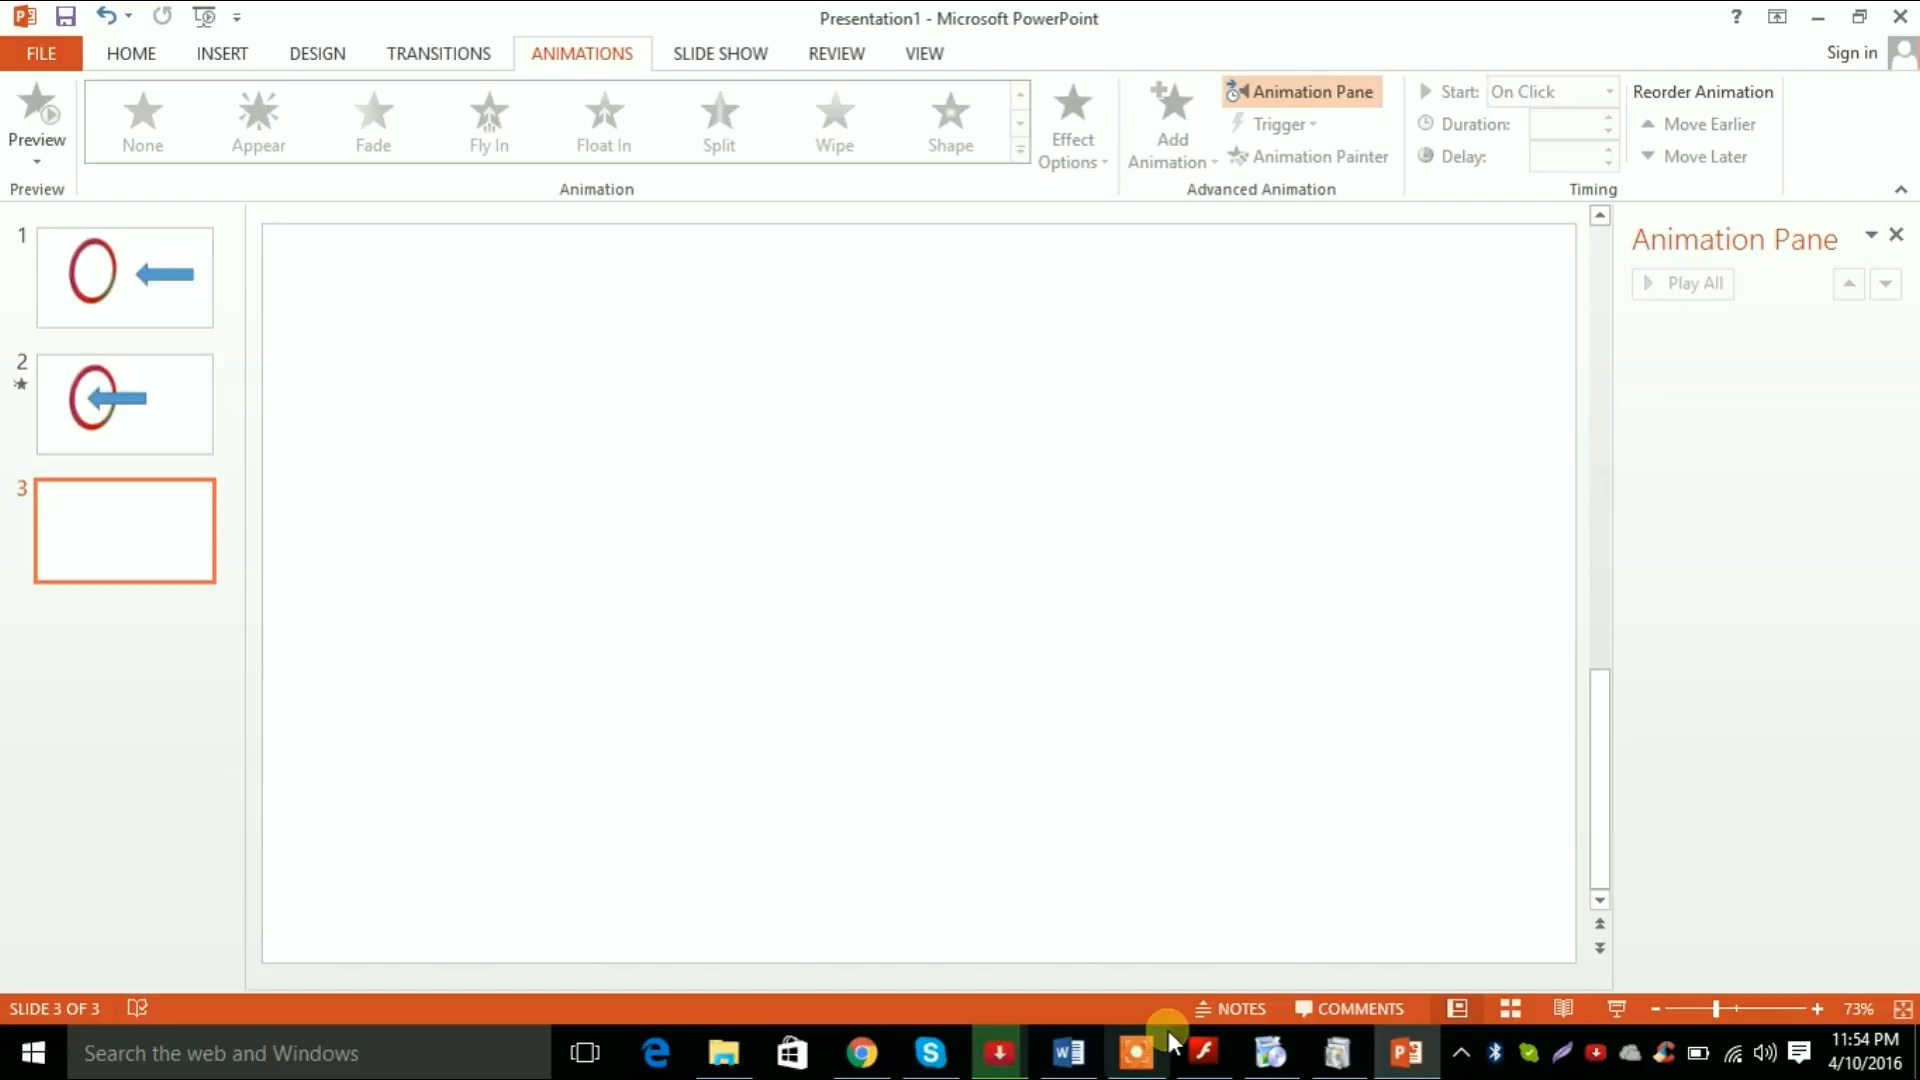 Presentation1 - Microsoft PowerPoint
?
FILE HOME INSERT DESIGN TRANSITIONS ANIMATIONS SLIDE SHOW REVIEW VIEW Sign in
Preview None Appear Fade Fly In Float In Split Wipe Shape Effect Options Add Animation
Animation Pane Start: On Click Reorder Animation
Trigger Duration: Move Earlier
Animation Painter Delay: Move Later
Preview Animation Advanced Animation Timing
1
2
3
Animation Pane
Play All
SLIDE 3 OF 3 NOTES COMMENTS 73%
Search the web and Windows
11:54 PM
4/10/2016